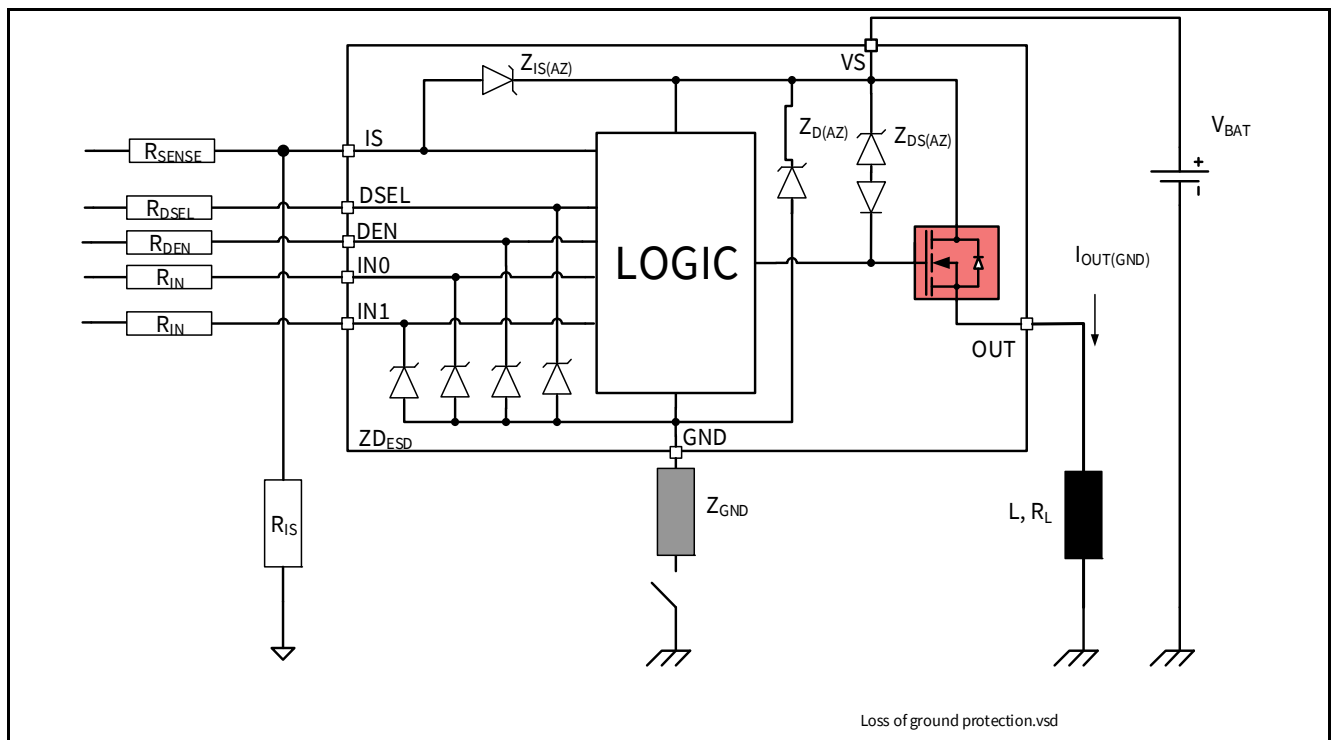 Z_IS(AZ)
VS
Z_D(AZ)
Z_DS(AZ)
V_BAT
+
-
R_SENSE
IS
R_DSEL
DSEL
R_DEN
DEN
R_IN
IN0
R_IN
IN1
LOGIC
I_OUT(GND)
OUT
ZD_ESD
GND
R_IS
Z_GND
L, R_L
Loss of ground protection.vsd